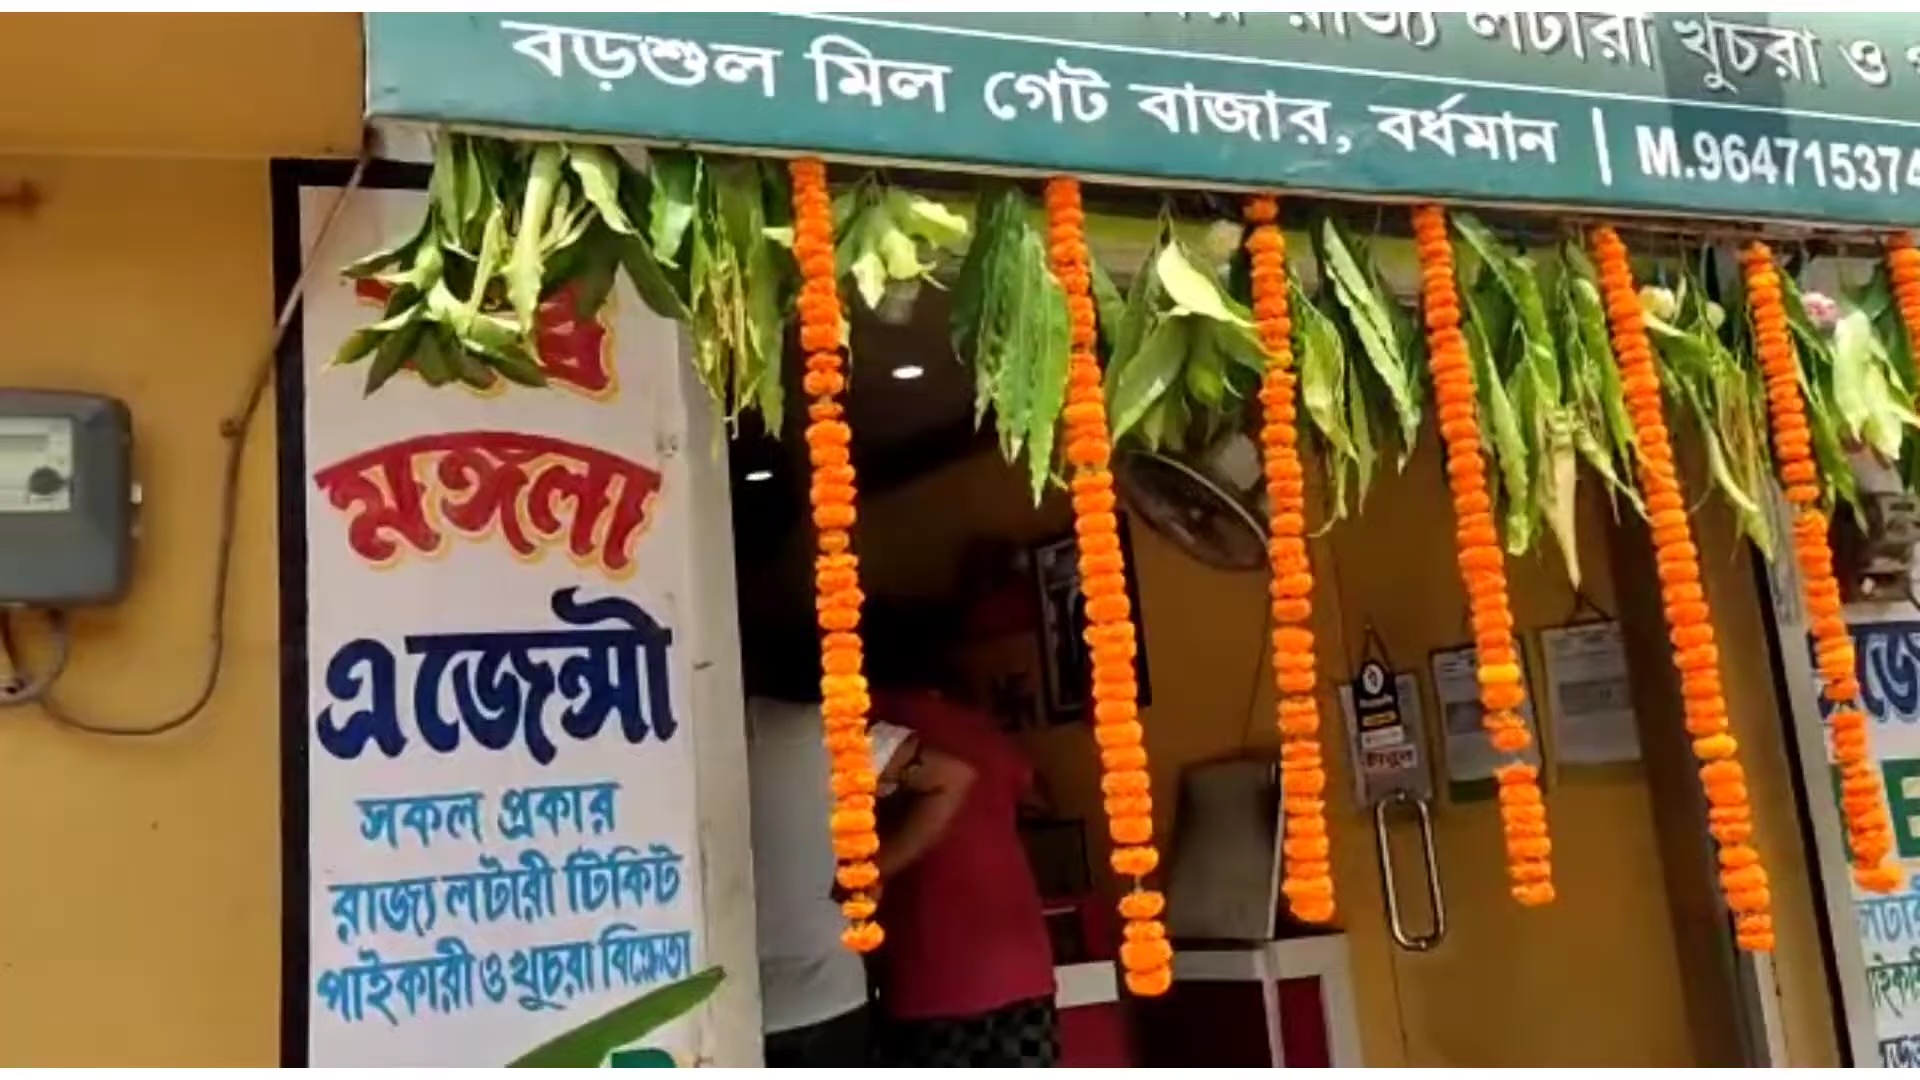 রাজ্য লটারী খুচরা ও
বড়শুল মিল গেট বাজার, বর্ধমান | M.964715374
মঙ্গলা
এজেন্সী
সকল প্রকার
রাজ্য লটারী টিকিট
পাইকারী ও খুচরা বিক্রেতা